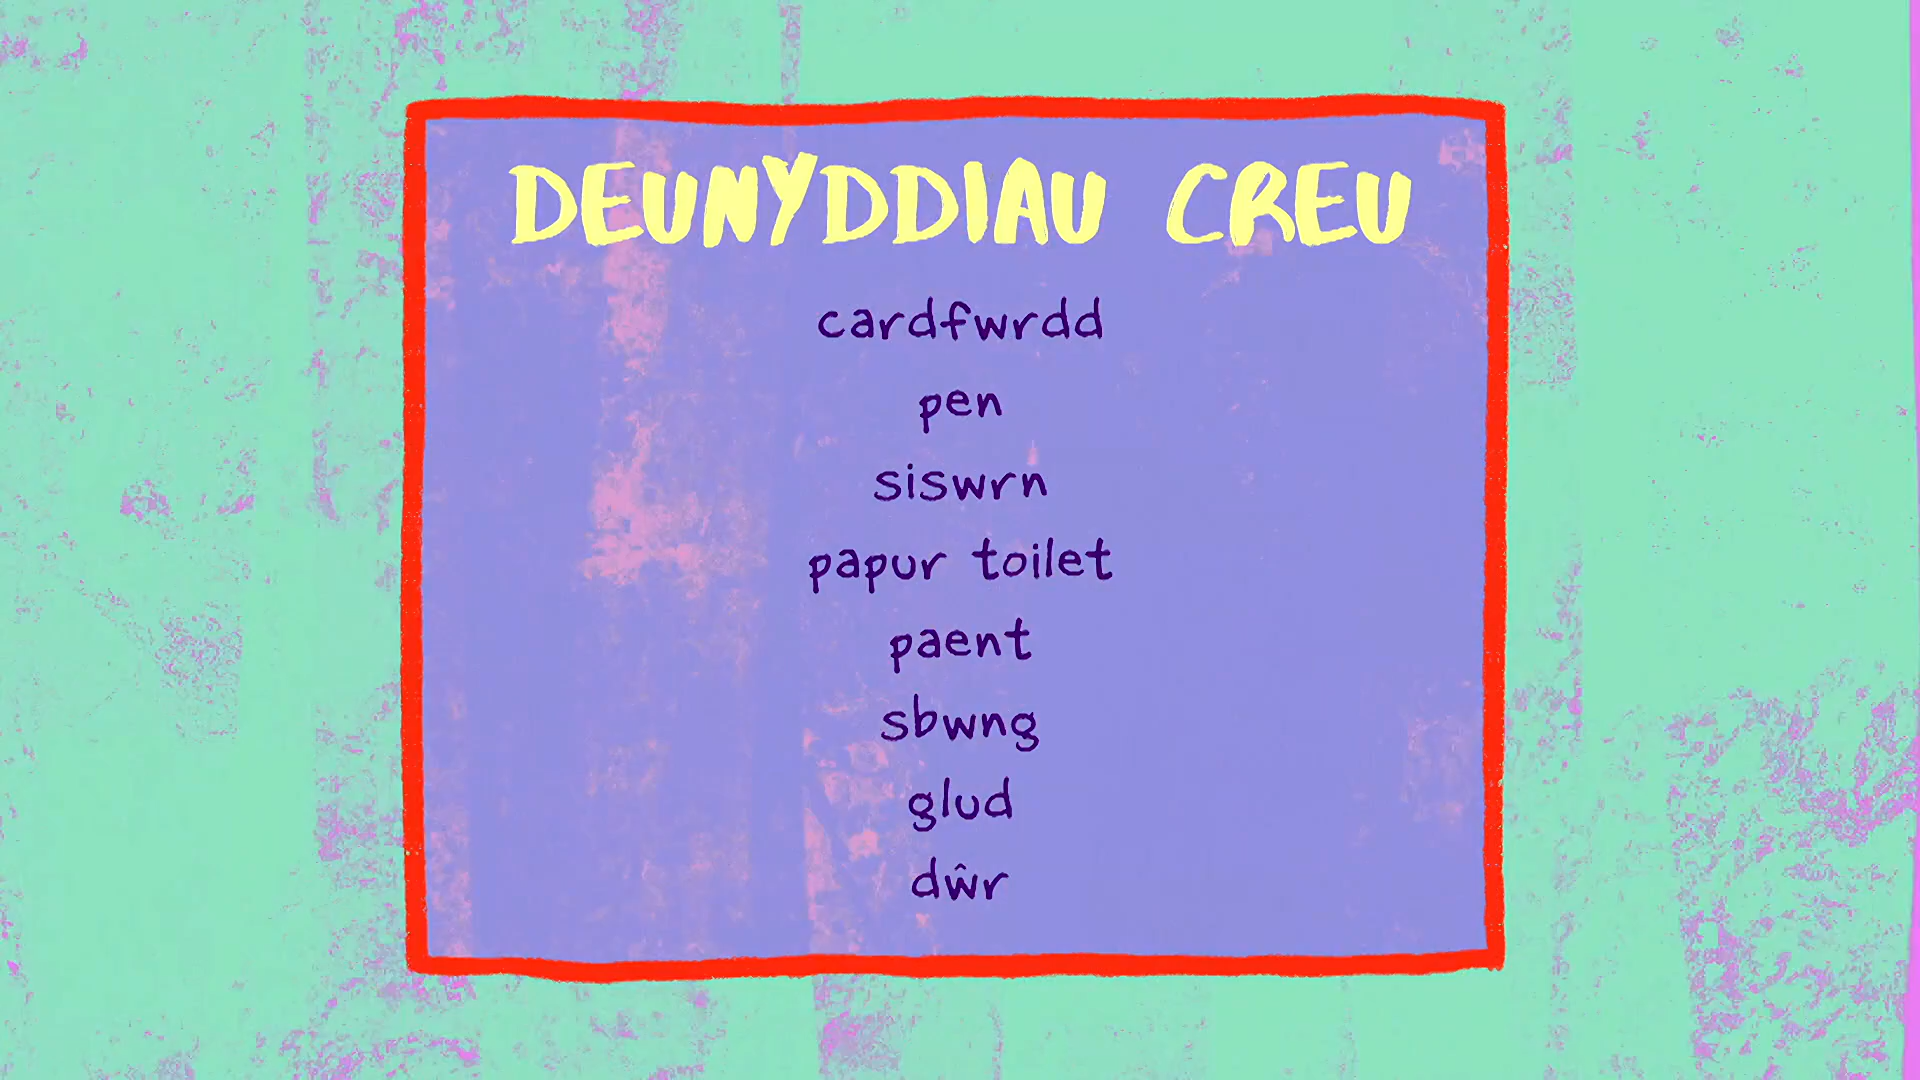 DEUNYDDIAU CREU
cardfwrdd
pen
siswrn
papur toilet
paent
sbwng
glud
dŵr